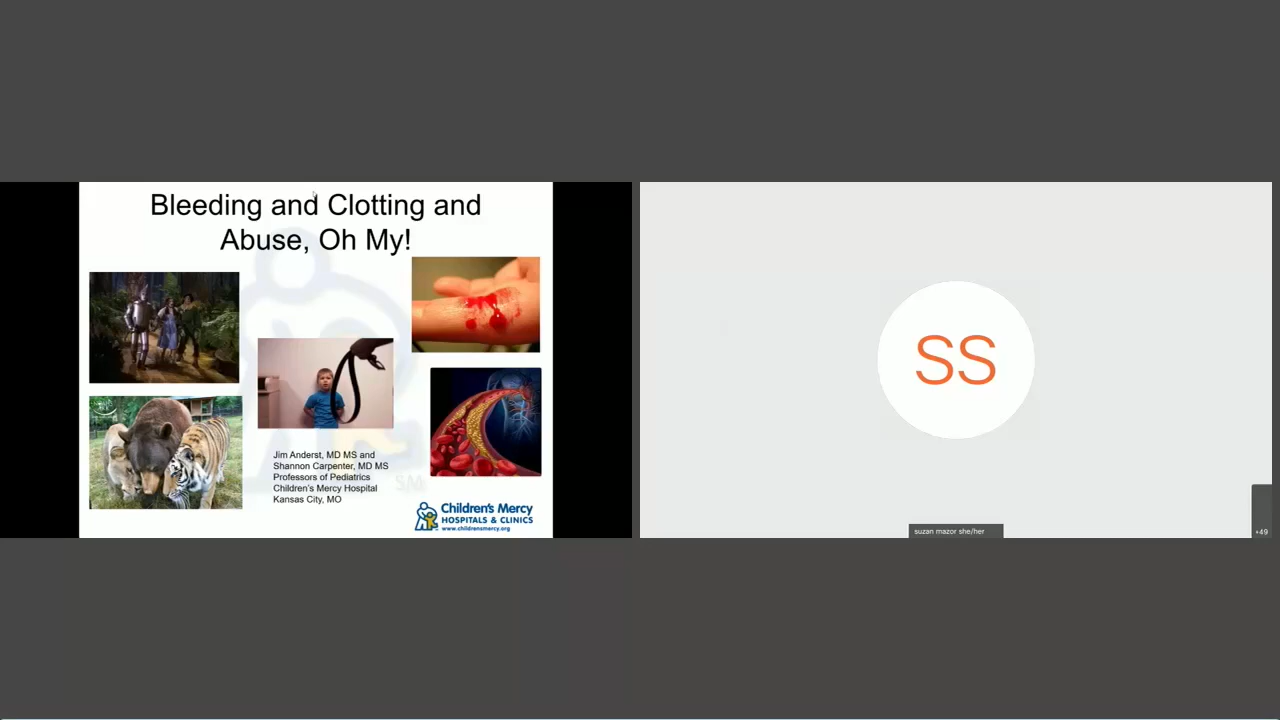 Bleeding and Clotting and
Abuse, Oh My!
Jim Anderst, MD MS and
Shannon Carpenter, MD MS
Professors of Pediatrics
Children's Mercy Hospital
Kansas City, MO
SM
Children's Mercy
HOSPITALS & CLINICS
www.childrensmercy.org
SS
suzan mazor she/her
+49